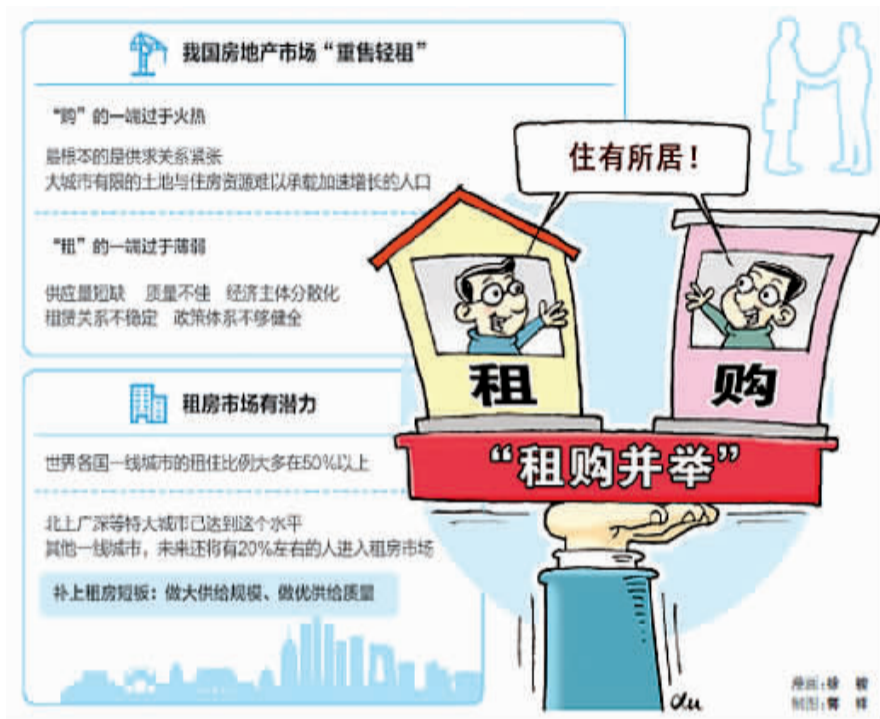 我国房地产市场“重售轻租”
“购”的一端过于火热
最根本的是供求关系紧张
大城市有限的土地与住房资源难以承载加速增长的人口
“租”的一端过于薄弱
供应量短缺 质量不佳 经济主体分散化
租赁关系不稳定 政策体系不够健全
租房市场有潜力
世界各国一线城市的租住比例大多在50%以上
北上广深等特大城市已达到这个水平
其他一线城市，未来还将有20%左右的人进入租房市场
补上租房短板：做大供给规模、做优供给质量
住有所居！
租
购
“租购并举”
漫画：徐 骏
制图：